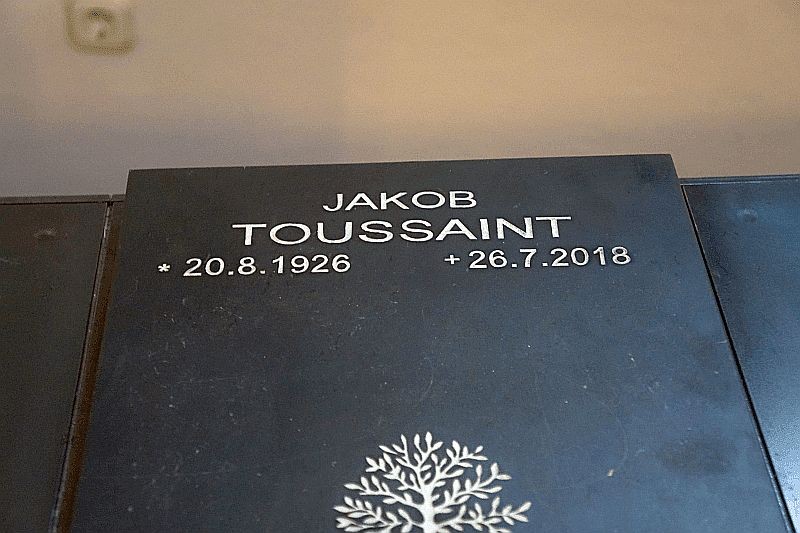 JAKOB
TOUSSAINT
* 20.8.1926 + 26.7.2018